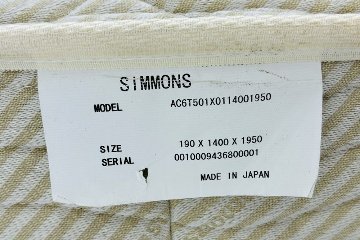 SIMMONS
MODEL AC6T501X0114001950
SIZE 190 X 1400 X 1950
SERIAL 0010009436800001
MADE IN JAPAN